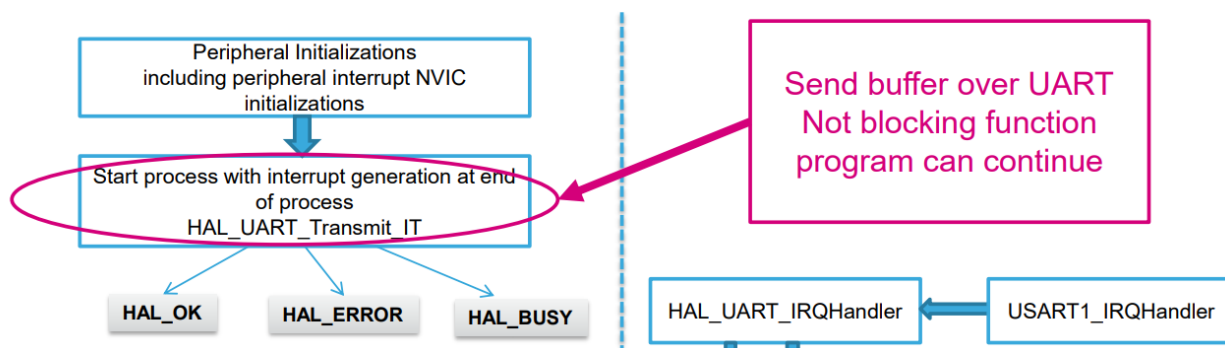 Peripheral Initializations
including peripheral interrupt NVIC
initializations
Start process with interrupt generation at end
of process
HAL_UART_Transmit_IT
HAL_OK
HAL_ERROR
HAL_BUSY
Send buffer over UART
Not blocking function
program can continue
HAL_UART_IRQHandler
USART1_IRQHandler